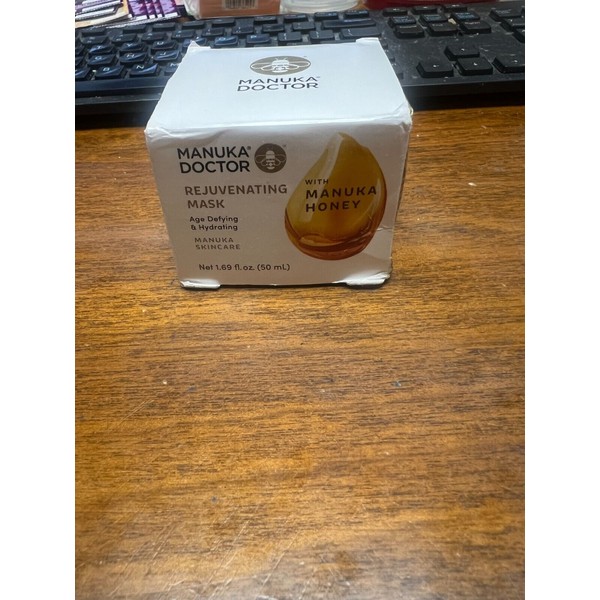 MANUKA®
DOCTOR
MANUKA®
DOCTOR
REJUVENATING
MASK
Age Defying
& Hydrating
MANUKA
SKINCARE
Net 1.69 fl. oz. (50 mL)
WITH
MANUKA
HONEY